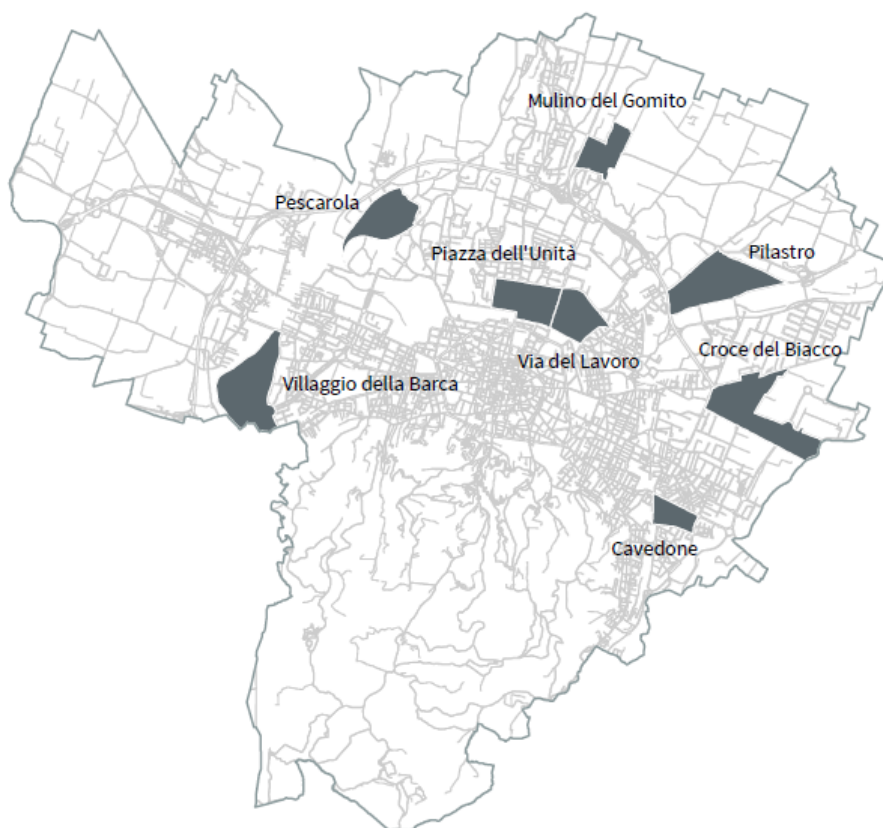 Mulino del Gomito
Pescarola
Piazza dell'Unità
Pilastro
Croce del Biacco
Via del Lavoro
Villaggio della Barca
Cavedone